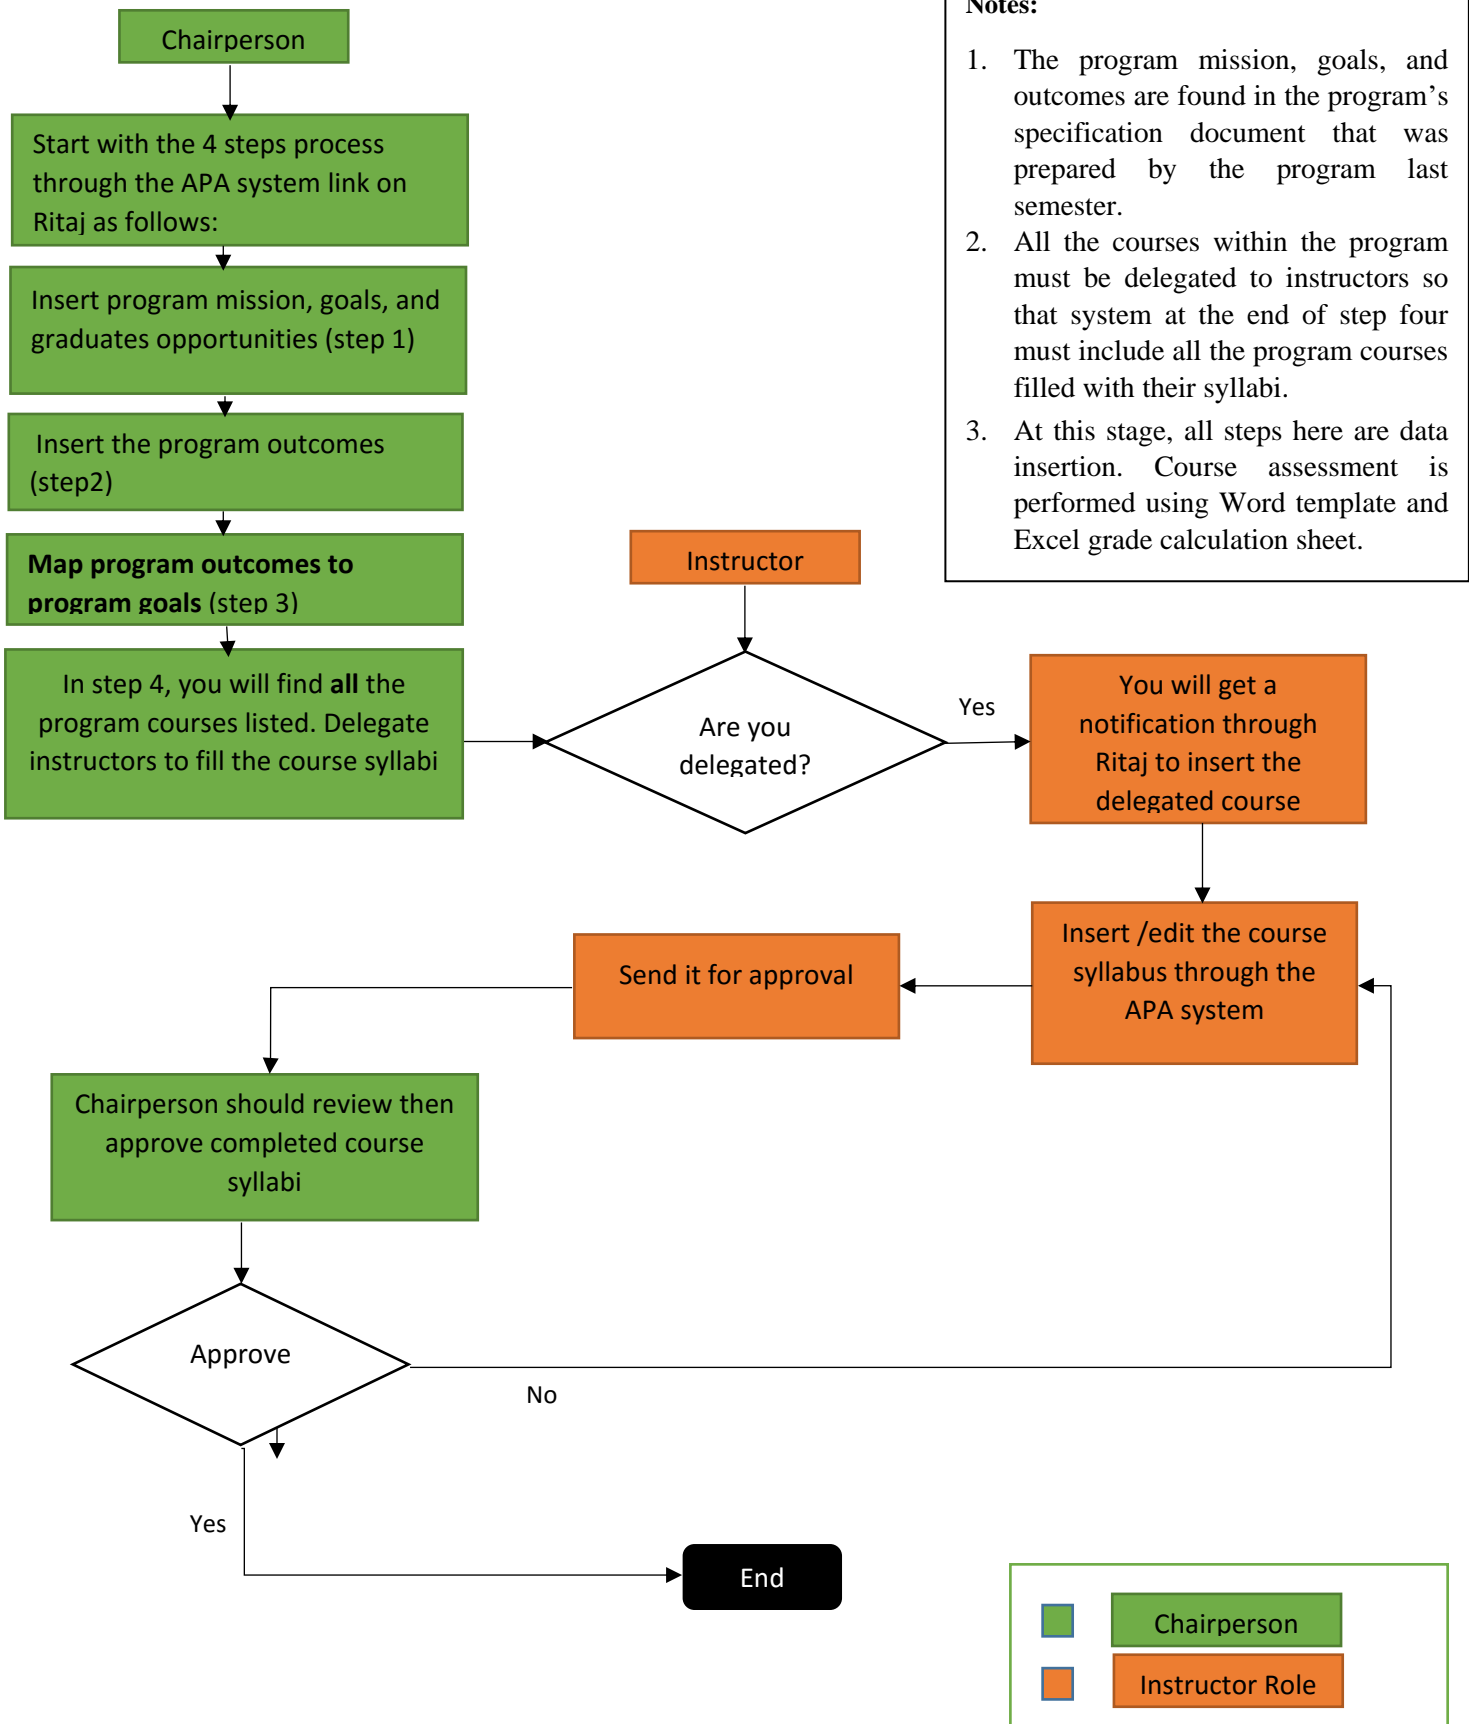 Chairperson
Start with the 4 steps process
through the APA system link on
Ritaj as follows:
Insert program mission, goals, and
graduates opportunities (step 1)
Insert the program outcomes
(step2)
Map program outcomes to
program goals (step 3)
In step 4, you will find all the
program courses listed. Delegate
instructors to fill the course syllabi
Notes:
1. The program mission, goals, and
outcomes are found in the program’s
specification document that was
prepared by the program last
semester.
2. All the courses within the program
must be delegated to instructors so
that system at the end of step four
must include all the program courses
filled with their syllabi.
3. At this stage, all steps here are data
insertion. Course assessment is
performed using Word template and
Excel grade calculation sheet.
Instructor
Are you
delegated?
Yes
You will get a
notification through
Ritaj to insert the
delegated course
Insert /edit the course
syllabus through the
APA system
Send it for approval
Chairperson should review then
approve completed course
syllabi
Approve
No
Yes
End
Chairperson
Instructor Role